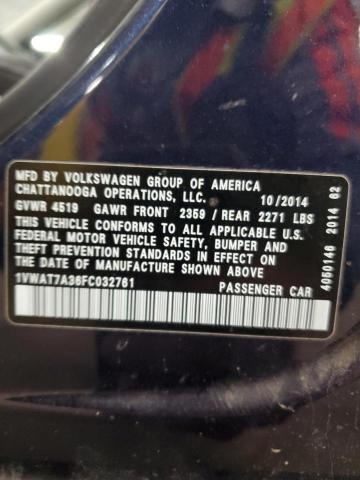 MFD BY VOLKSWAGEN GROUP OF AMERICA
CHATTANOOGA OPERATIONS, LLC. 10/2014
GVWR 4519 GAWR FRONT 2359 / REAR 2271 LBS
THIS VEHICLE CONFORMS TO ALL APPLICABLE U.S.
FEDERAL MOTOR VEHICLE SAFETY, BUMPER AND
THEFT PREVENTION STANDARDS IN EFFECT ON
THE DATE OF MANUFACTURE SHOWN ABOVE.
1VWAT7A36FC032761 PASSENGER CAR
4050146 2014 62